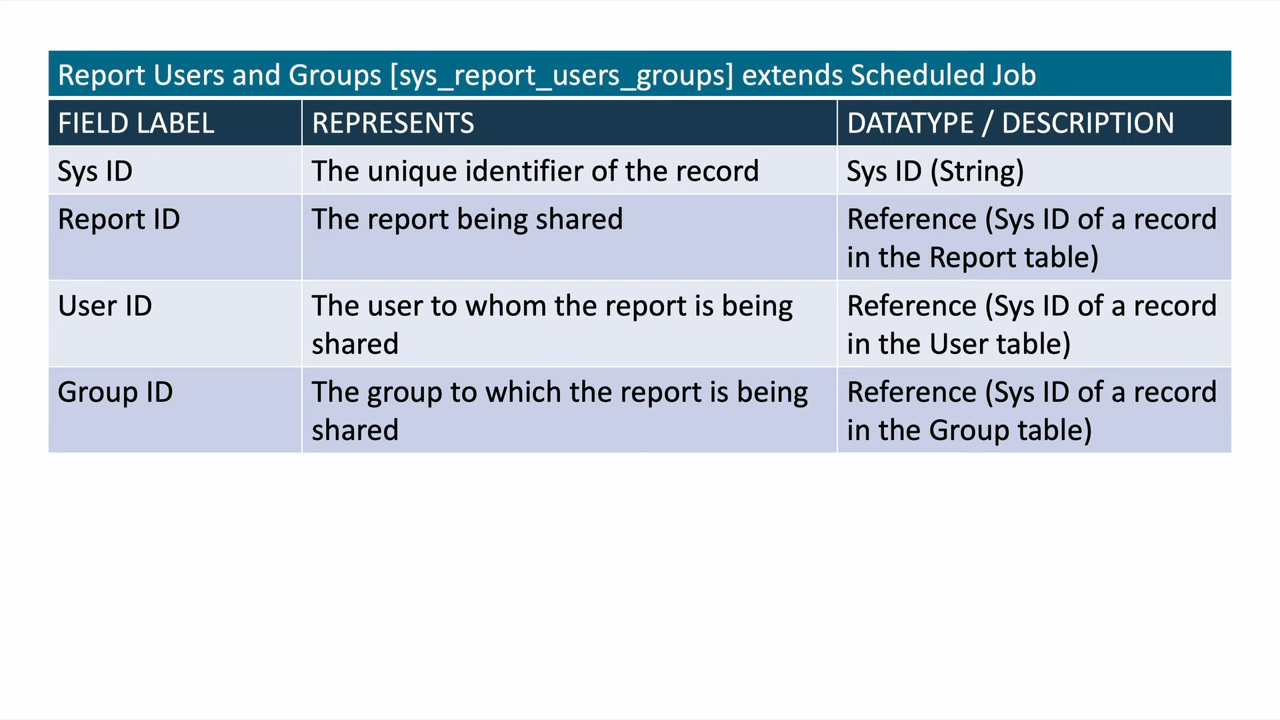 Report Users and Groups [sys_report_users_groups] extends Scheduled Job
FIELD LABEL REPRESENTS DATATYPE / DESCRIPTION
Sys ID The unique identifier of the record Sys ID (String)
Report ID The report being shared Reference (Sys ID of a record
in the Report table)
User ID The user to whom the report is being Reference (Sys ID of a record
shared in the User table)
Group ID The group to which the report is being Reference (Sys ID of a record
shared in the Group table)